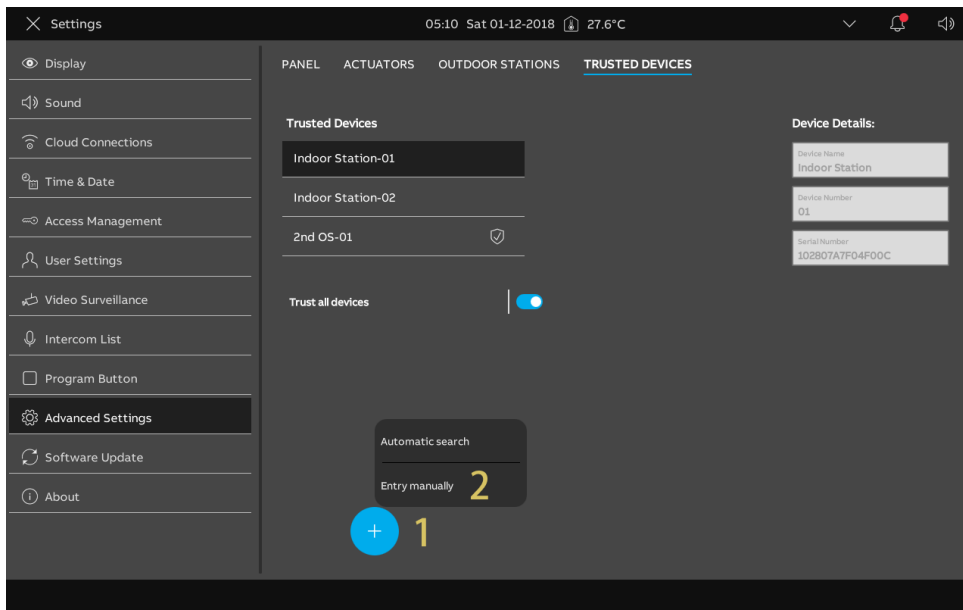 Settings
05:10 Sat 01-12-2018 27.6°C
Display
Sound
Cloud Connections
Time & Date
Access Management
User Settings
Video Surveillance
Intercom List
Program Button
Advanced Settings
Software Update
About
PANEL ACTUATORS OUTDOOR STATIONS TRUSTED DEVICES
Trusted Devices
Indoor Station-01
Indoor Station-02
2nd OS-01
Trust all devices
Automatic search
Entry manually 2
+ 1
Device Details:
Device Name
Indoor Station
Device Number
01
Serial Number
102807A7F04F00C